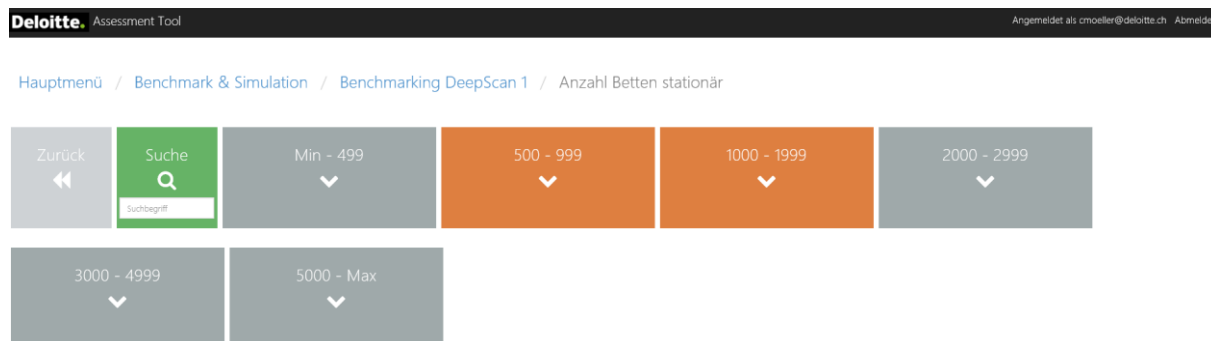 Deloitte. Assessment Tool
Angemeldet als cmoeller@deloitte.ch Abmelde
Hauptmenü / Benchmark & Simulation / Benchmarking DeepScan 1 / Anzahl Betten stationär
Zurück
Suche
Suchbegriff
Min - 499
500 - 999
1000 - 1999
2000 - 2999
3000 - 4999
5000 - Max